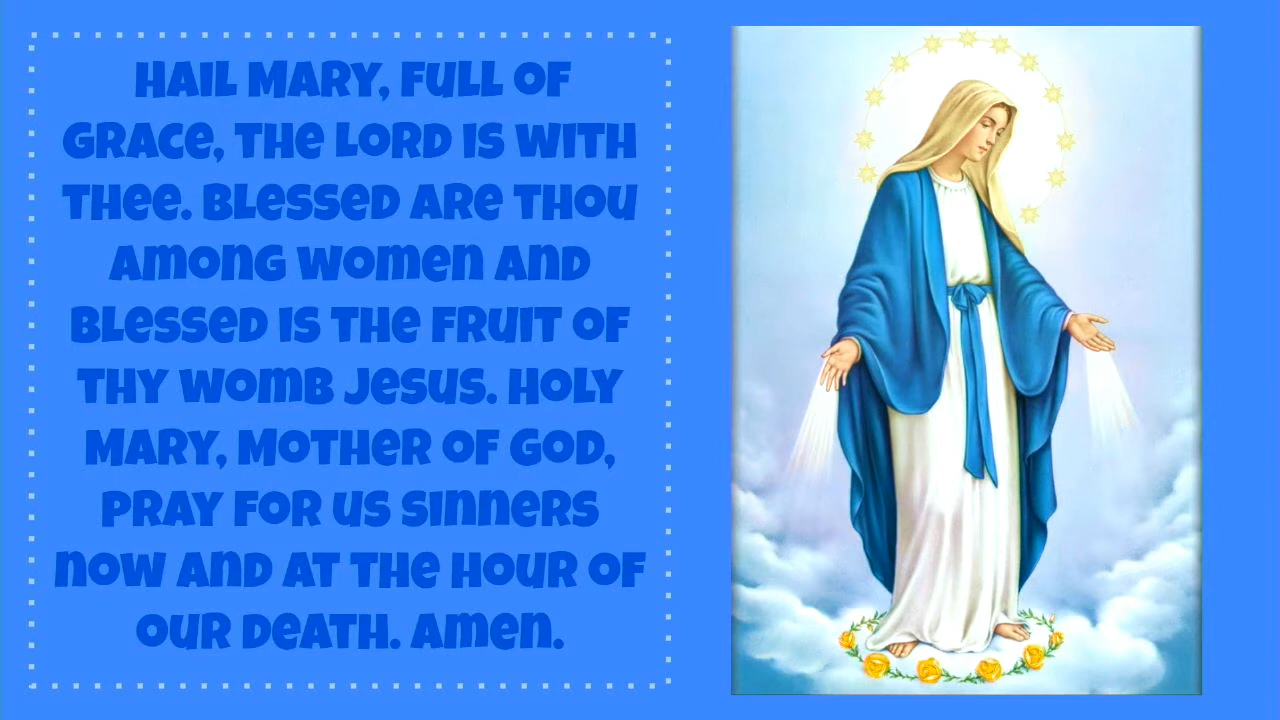 HAIL MARY, FULL OF
GRACE, THE LORD IS WITH
THEE. BLESSED ARE THOU
AMONG WOMEN AND
BLESSED IS THE FRUIT OF
THY WOMB JESUS. HOLY
MARY, MOTHER OF GOD,
PRAY FOR US SINNERS
NOW AND AT THE HOUR OF
OUR DEATH. AMEN.